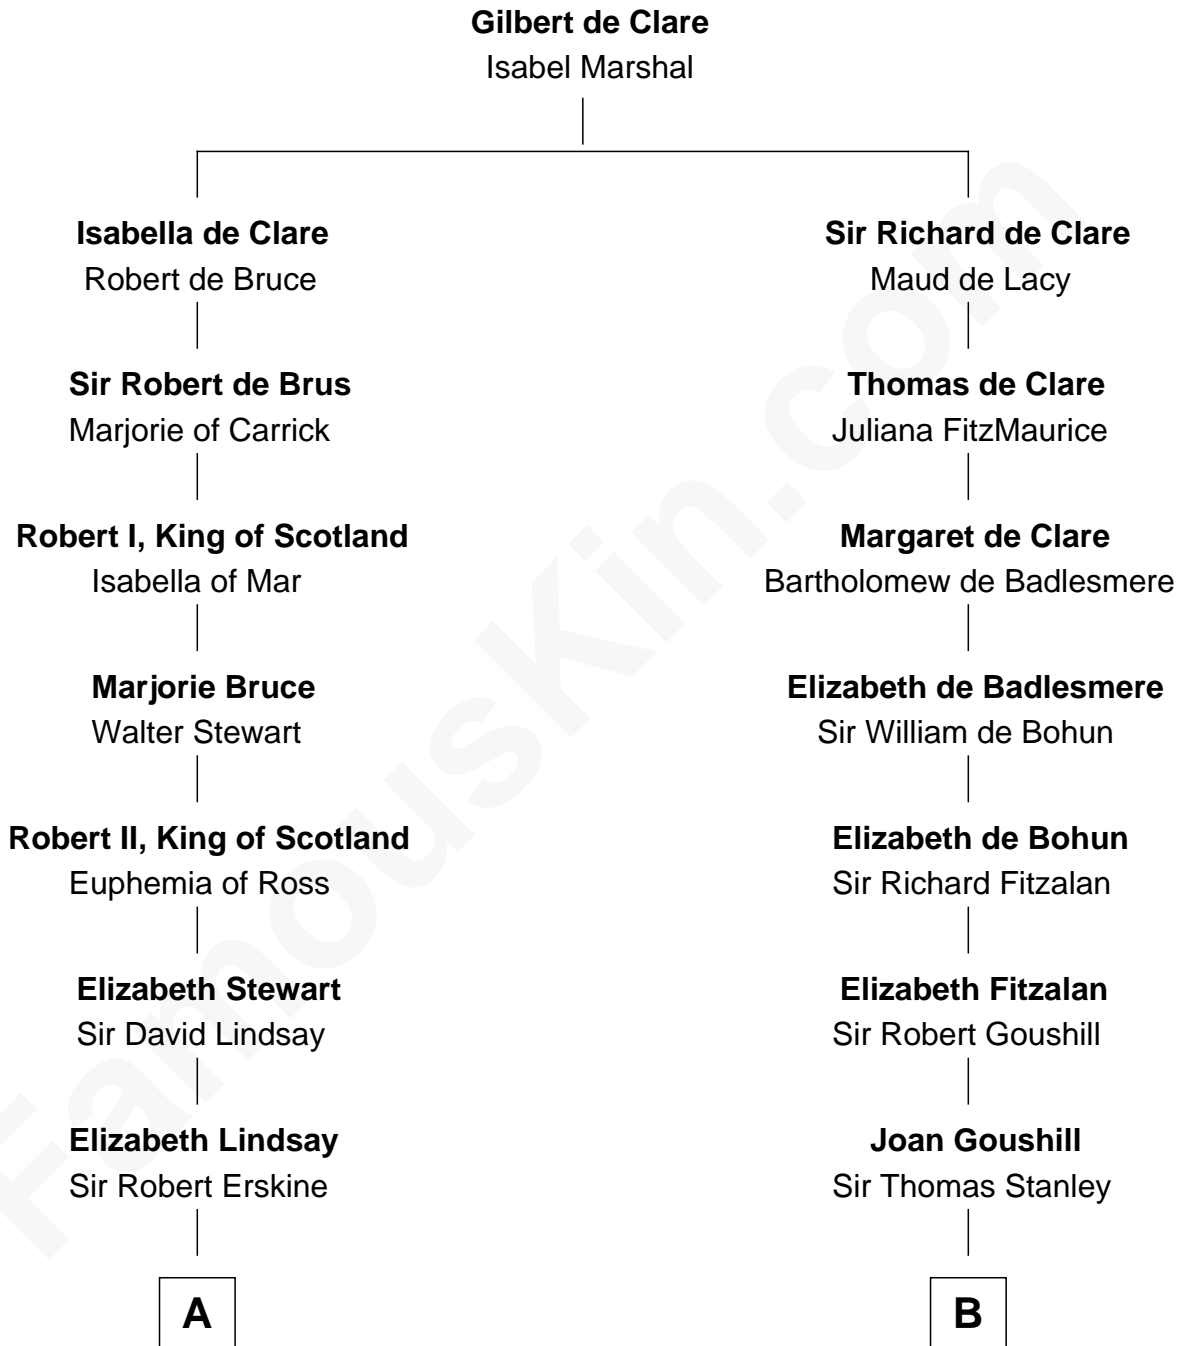 Gilbert de Clare
Isabel Marshal
Isabella de Clare
Robert de Bruce
Sir Robert de Brus
Marjorie of Carrick
Robert I, King of Scotland
Isabella of Mar
Marjorie Bruce
Walter Stewart
Robert II, King of Scotland
Euphemia of Ross
Elizabeth Stewart
Sir David Lindsay
Elizabeth Lindsay
Sir Robert Erskine
A
Sir Richard de Clare
Maud de Lacy
Thomas de Clare
Juliana FitzMaurice
Margaret de Clare
Bartholomew de Badlesmere
Elizabeth de Badlesmere
Sir William de Bohun
Elizabeth de Bohun
Sir Richard Fitzalan
Elizabeth Fitzalan
Sir Robert Goushill
Joan Goushill
Sir Thomas Stanley
B
FamousKin.com